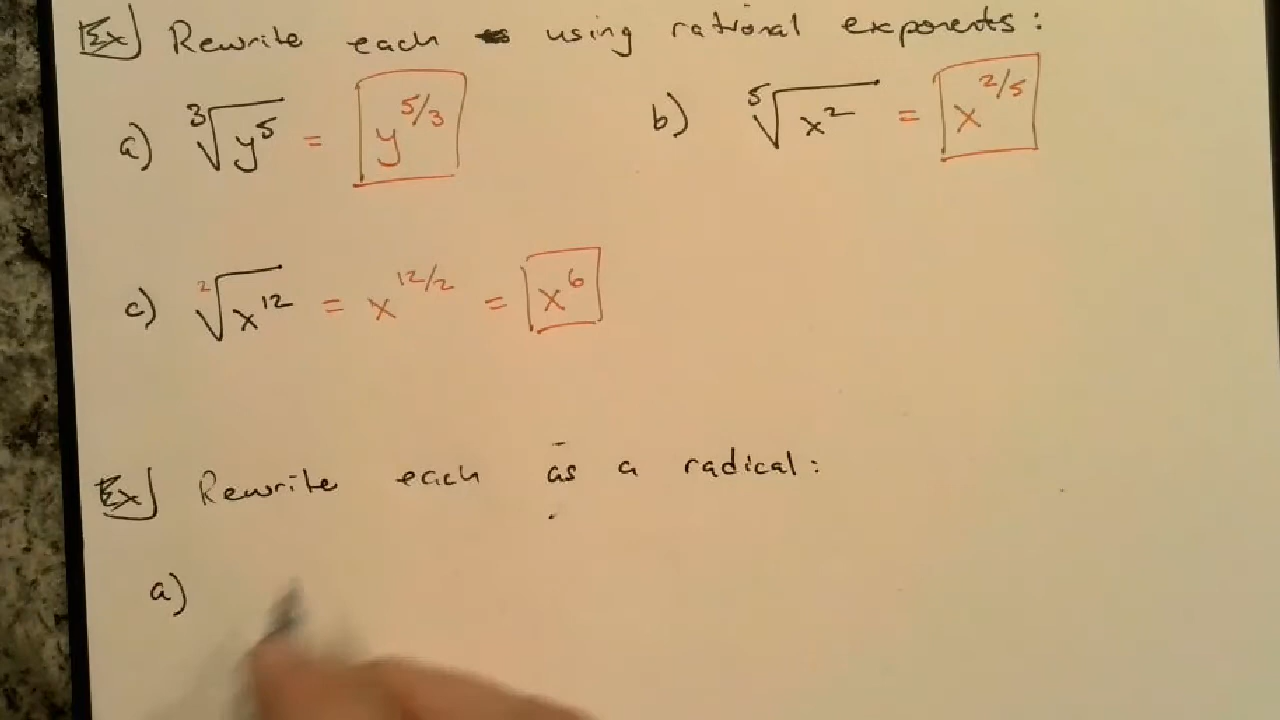 Ex] Rewrite each using rational exponents:
a) ∛(y⁵) = y^(5/3) b) ⁵√(x²) = x^(2/5)
c) ²√(x¹²) = x^(12/2) = x⁶
Ex] Rewrite each as a radical:
a)